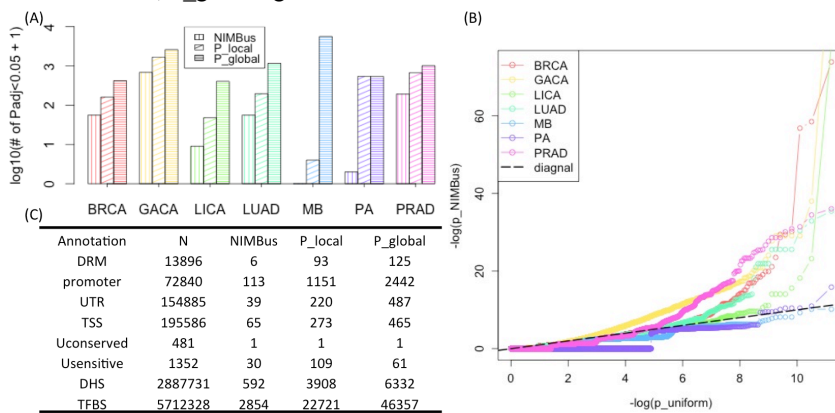 (A)
NIMBus
P_local
P_global
log10(# of Padj<0.05 + 1)
4
3
2
1
0
BRCA GACA LICA LUAD MB PA PRAD
(B)
BRCA
GACA
LICA
LUAD
MB
PA
PRAD
diagnal
-log(p_NIMBus)
60
40
20
0
0 2 4 6 8 10
-log(p_uniform)
(C)
Annotation N NIMBus P_local P_global
DRM 13896 6 93 125
promoter 72840 113 1151 2442
UTR 154885 39 220 487
TSS 195586 65 273 465
Uconserved 481 1 1 1
Usensitive 1352 30 109 61
DHS 2887731 592 3908 6332
TFBS 5712328 2854 22721 46357